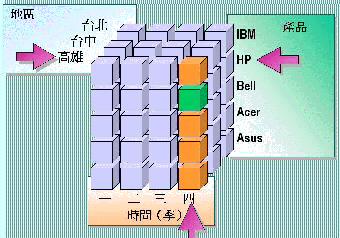 地區
台北
台中
高雄
產品
IBM
HP
Bell
Acer
Asus
一 二 三 四
時間(季)